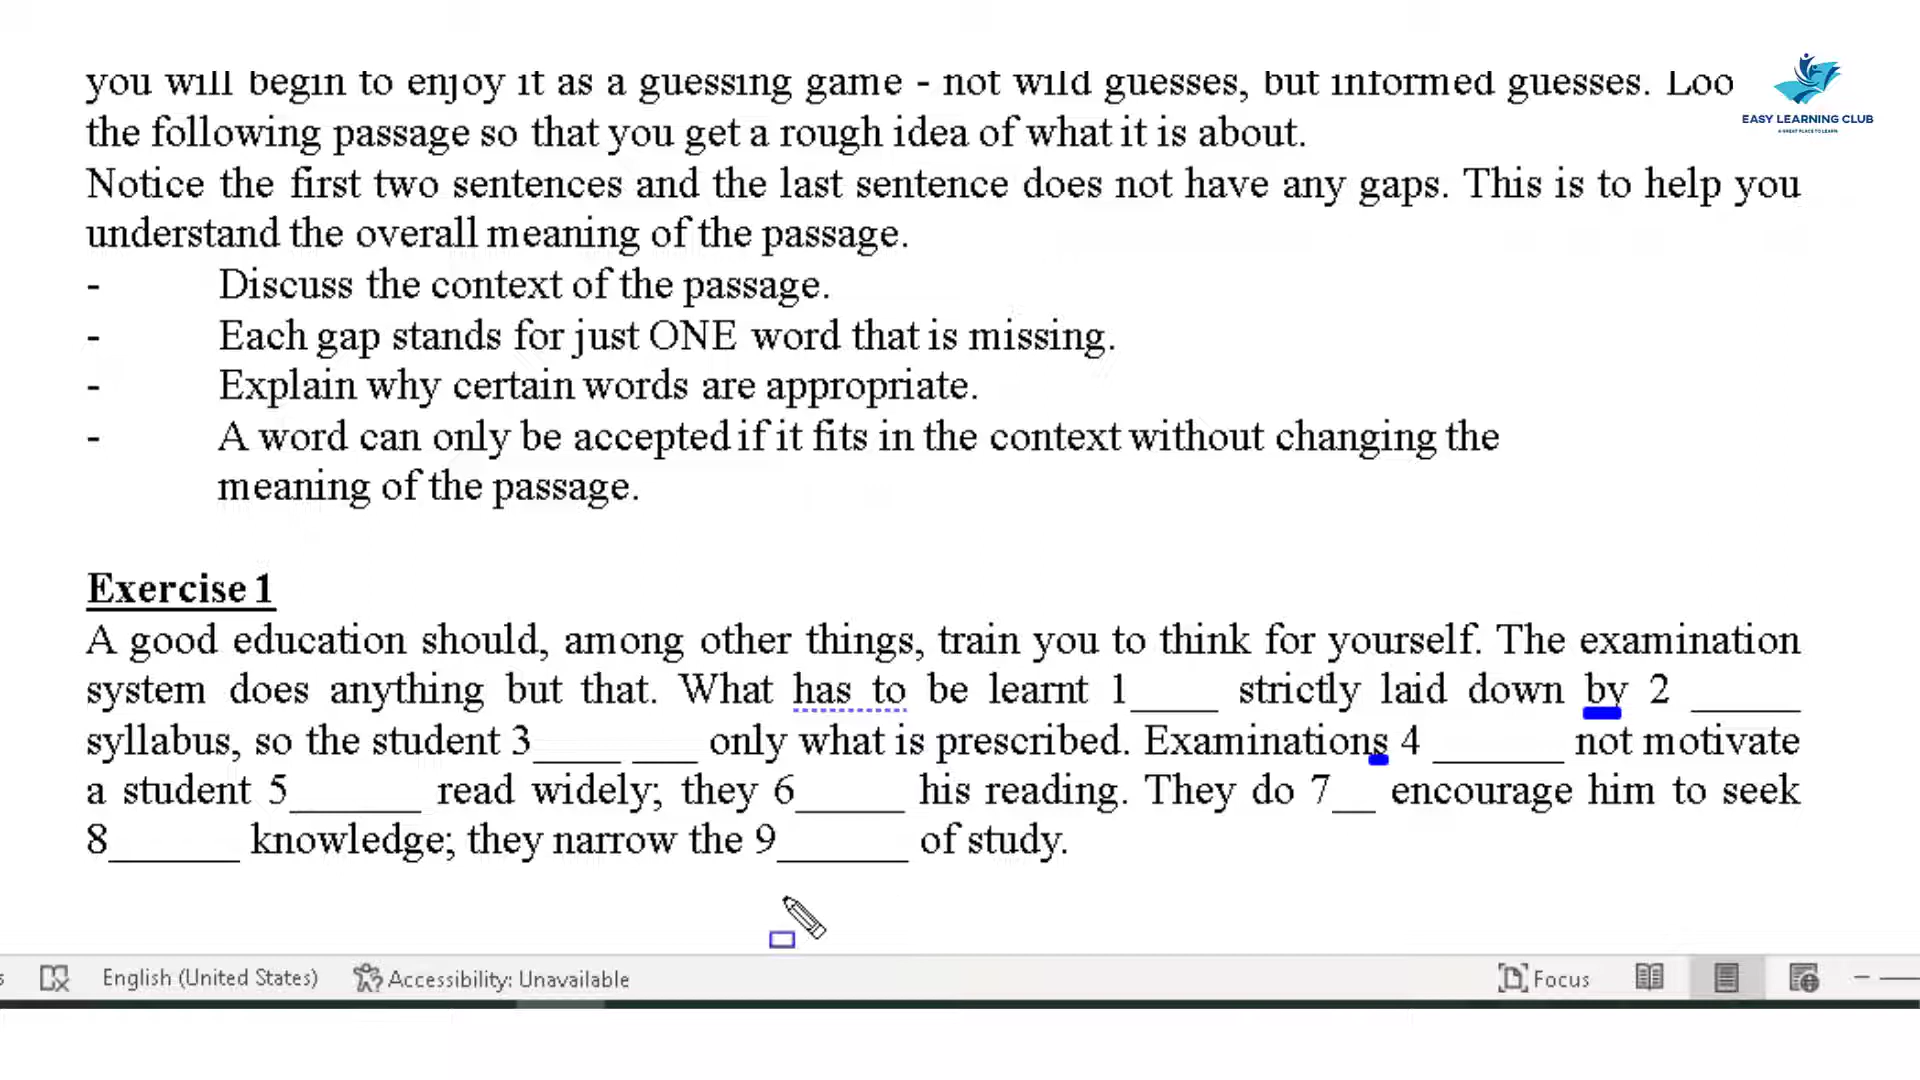 you will begin to enjoy it as a guessing game - not wild guesses, but informed guesses. Loo
EASY LEARNING CLUB
A GREAT PLACE TO LEARN
the following passage so that you get a rough idea of what it is about.
Notice the first two sentences and the last sentence does not have any gaps. This is to help you
understand the overall meaning of the passage.
- Discuss the context of the passage.
- Each gap stands for just ONE word that is missing.
- Explain why certain words are appropriate.
- A word can only be accepted if it fits in the context without changing the
meaning of the passage.
Exercise 1
A good education should, among other things, train you to think for yourself. The examination
system does anything but that. What has to be learnt 1____ strictly laid down by 2 _____
syllabus, so the student 3____ ___ only what is prescribed. Examinations 4 ______ not motivate
a student 5______ read widely; they 6_____ his reading. They do 7__ encourage him to seek
8______ knowledge; they narrow the 9______ of study.
English (United States) Accessibility: Unavailable Focus